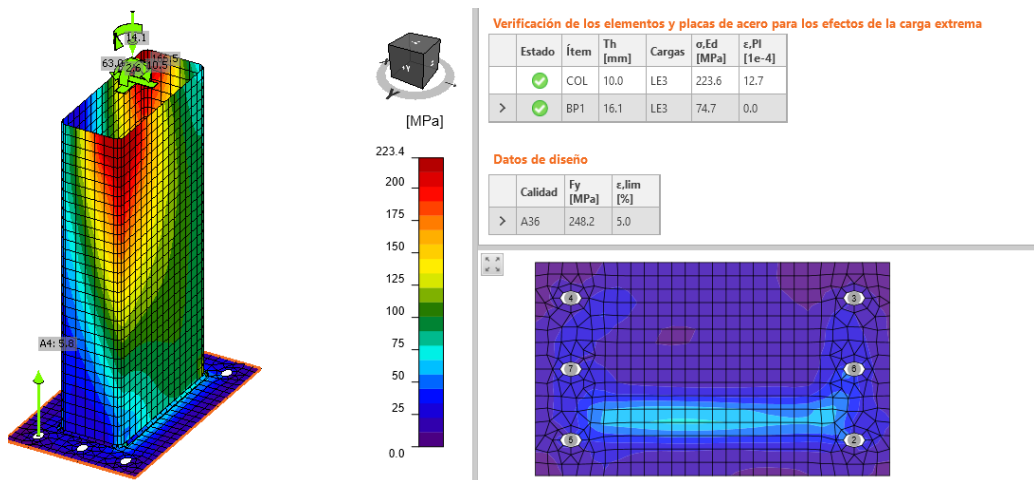 14.1
166.5
63.0
2.6
10.5
A4: 5.8
+Y
Y
[MPa]
223.4
200
175
150
125
100
75
50
25
0.0
Verificación de los elementos y placas de acero para los efectos de la carga extrema
Estado Ítem Th [mm] Cargas σ,Ed [MPa] ε,Pl [1e-4]
COL 10.0 LE3 223.6 12.7
> BP1 16.1 LE3 74.7 0.0
Datos de diseño
Calidad Fy [MPa] ε,lim [%]
> A36 248.2 5.0
4 3
7
2